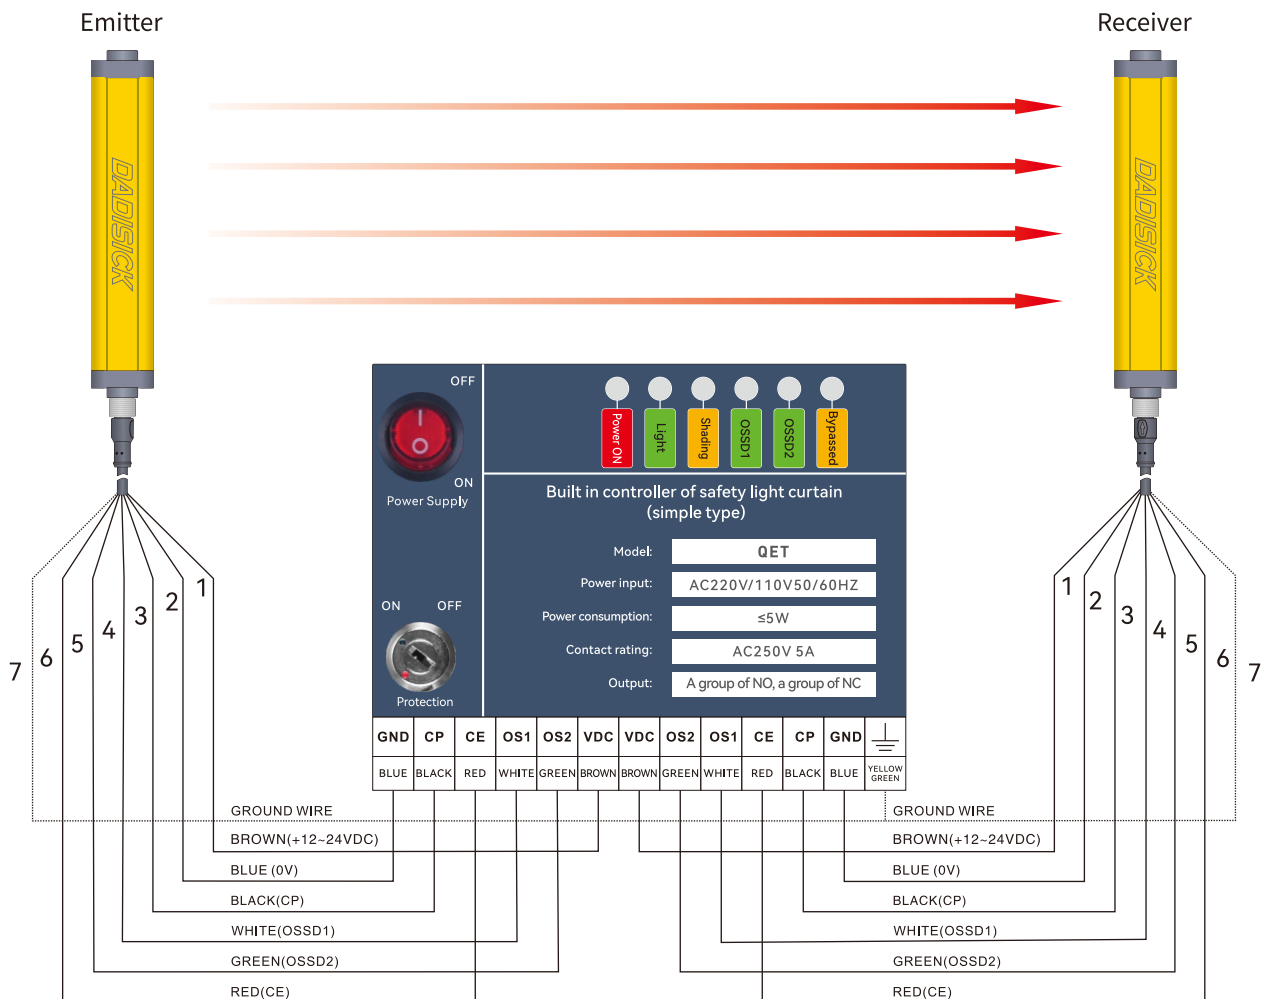 Emitter
Receiver
DADISICK
DADISICK
OFF
ON
Power Supply
Power ON
Light
Shading
OSSD1
OSSD2
Bypassed
Built in controller of safety light curtain
(simple type)
Model: QET
Power input: AC220V/110V50/60HZ
Power consumption: ≤5W
Contact rating: AC250V 5A
Output: A group of NO, a group of NC
ON OFF
Protection
GND CP CE OS1 OS2 VDC VDC OS2 OS1 CE CP GND
BLUE BLACK RED WHITE GREEN BROWN BROWN GREEN WHITE RED BLACK BLUE YELLOW GREEN
7 6 5 4 3 2 1
1 2 3 4 5 6 7
GROUND WIRE
BROWN(+12~24VDC)
BLUE (0V)
BLACK(CP)
WHITE(OSSD1)
GREEN(OSSD2)
RED(CE)
GROUND WIRE
BROWN(+12~24VDC)
BLUE (0V)
BLACK(CP)
WHITE(OSSD1)
GREEN(OSSD2)
RED(CE)